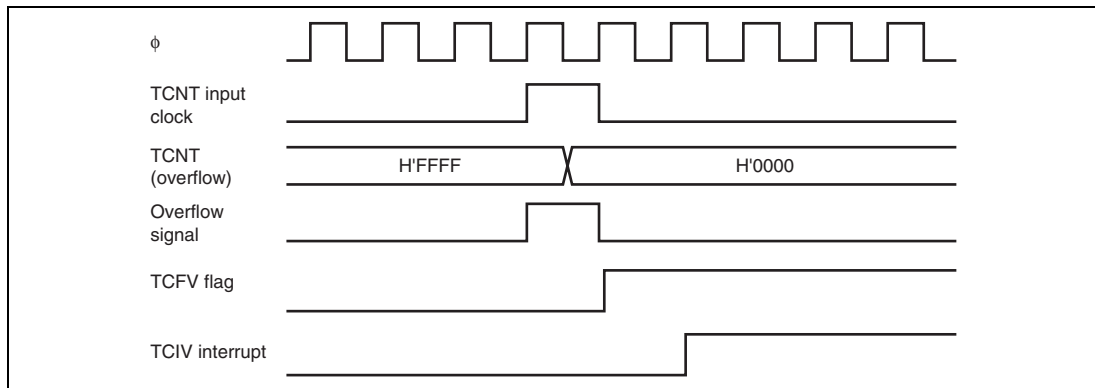 ϕ
TCNT input
clock
TCNT
(overflow)
H'FFFF
H'0000
Overflow
signal
TCFV flag
TCIV interrupt